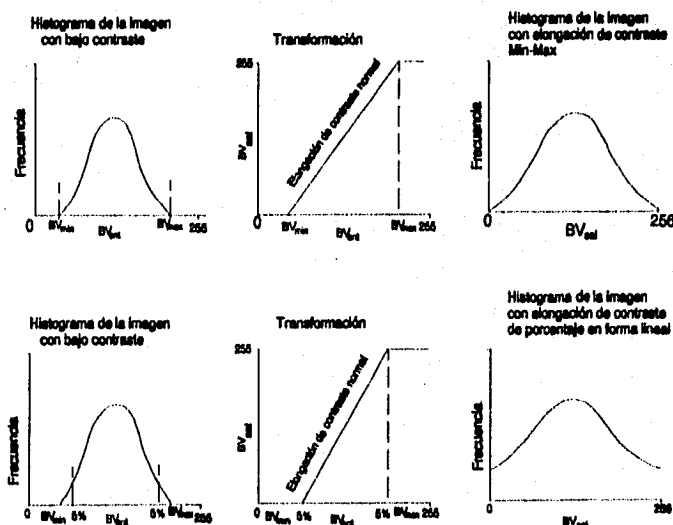 Histograma de la imagen
con bajo contraste
Frecuencia
0
BVmin
BVent
BVmax
255
Transformación
255
BVsal
Elongación de contraste normal
0
BVmin
BVent
BVmax 255
Histograma de la imagen
con elongación de contraste
Min-Max
Frecuencia
0
BVsal
255
Histograma de la imagen
con bajo contraste
Frecuencia
0
BVmin
5%
BVent
5%
BVmax
255
Transformación
255
BVsal
Elongación de contraste normal
0
BVmin
5%
BVent
5%
BVmax 255
Histograma de la imagen
con elongación de contraste
de porcentaje en forma lineal
Frecuencia
0
BVsal
255